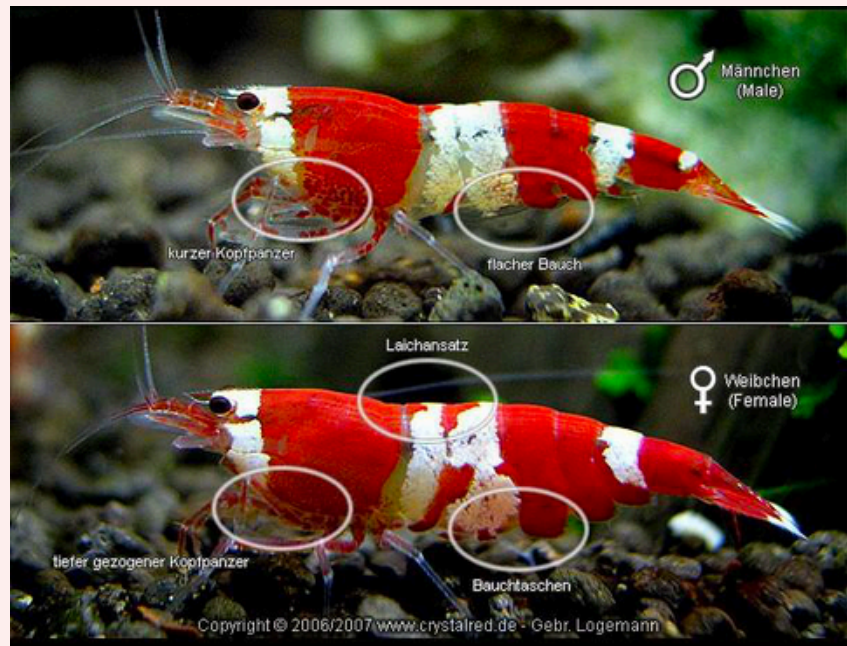 Männchen
(Male)
kurzer Kopfpanzer
flacher Bauch
Laichansatz
Weibchen
(Female)
tiefer gezogener Kopfpanzer
Bauchtaschen
Copyright © 2006/2007 www.crystalred.de - Gebr. Logemann